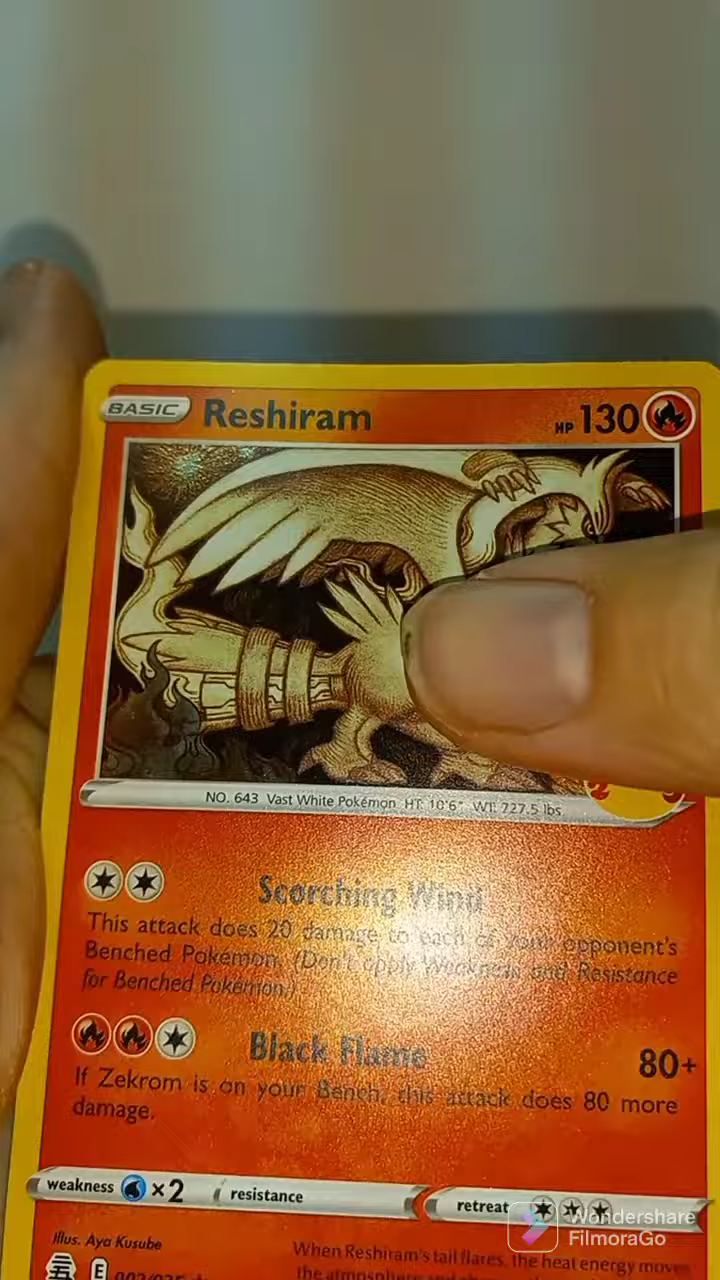 BASIC Reshiram HP 130
NO. 643 Vast White Pokémon HT: 10'6" WT: 727.5 lbs
Scorching Wind
This attack does 20 damage to each of your opponent's
Benched Pokémon. (Don't apply Weakness and Resistance
for Benched Pokémon.)
Black Flame 80+
If Zekrom is on your Bench, this attack does 80 more
damage.
weakness ×2 resistance retreat
Illus. Aya Kusube
When Reshiram's tail flares, the heat energy moves
the atmosphere and
E
Wondershare
FilmoraGo